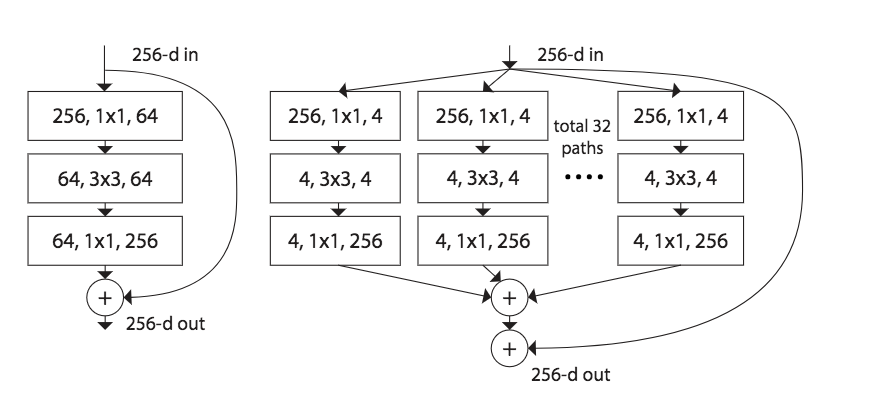 256-d in
256, 1x1, 64
64, 3x3, 64
64, 1x1, 256
+
256-d out
256-d in
256, 1x1, 4
256, 1x1, 4
total 32
paths
256, 1x1, 4
4, 3x3, 4
4, 3x3, 4
....
4, 3x3, 4
4, 1x1, 256
4, 1x1, 256
4, 1x1, 256
+
+
256-d out